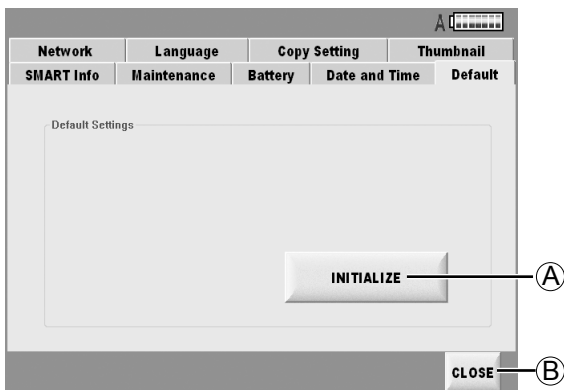 A
Network Language Copy Setting Thumbnail
SMART Info Maintenance Battery Date and Time Default
Default Settings
INITIALIZE
A
CLOSE
B